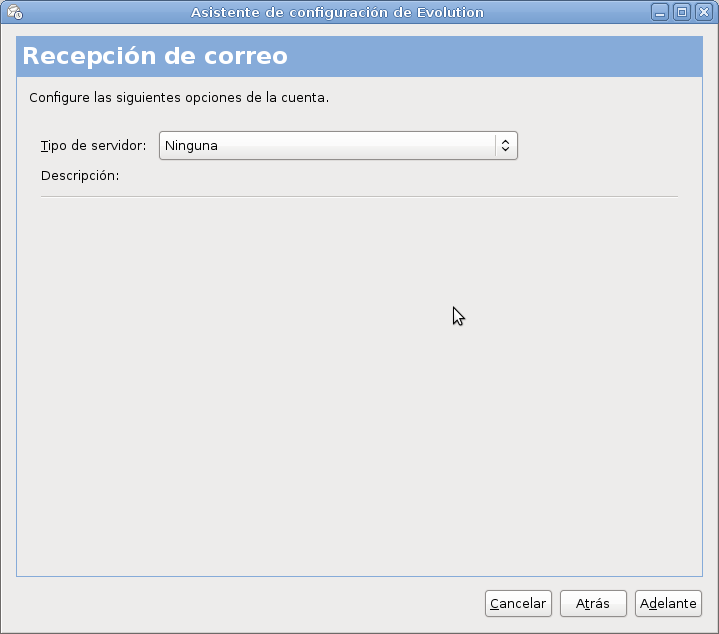 Asistente de configuración de Evolution
Recepción de correo
Configure las siguientes opciones de la cuenta.
Tipo de servidor: Ninguna
Descripción:
Cancelar Atrás Adelante